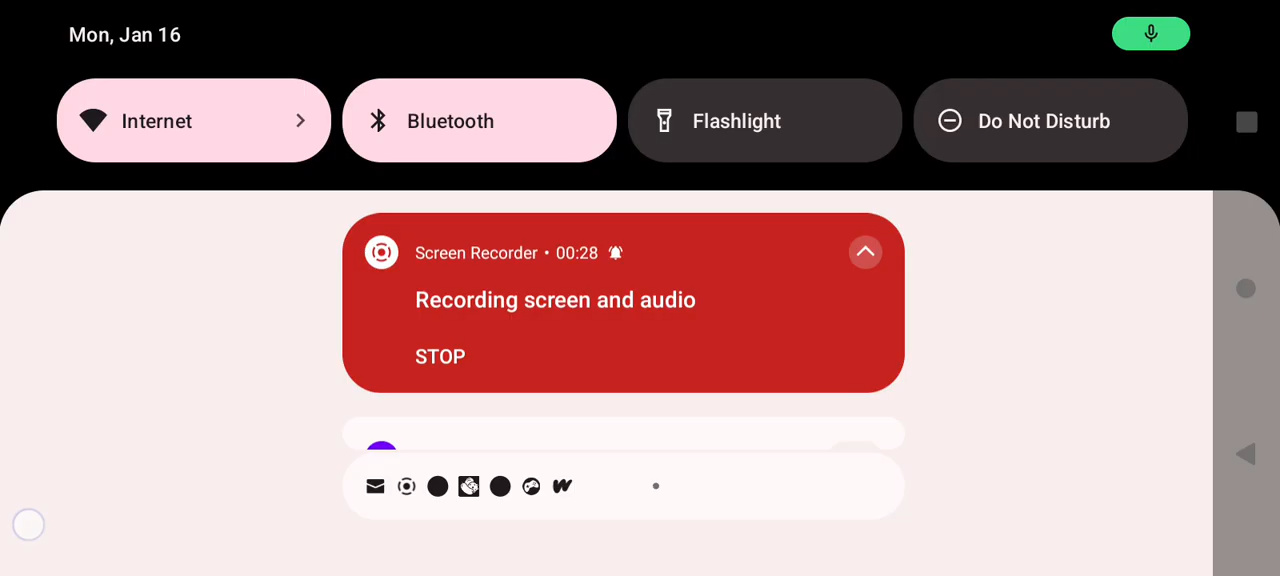 Mon, Jan 16
Internet
Bluetooth
Flashlight
Do Not Disturb
Screen Recorder • 00:28
Recording screen and audio
STOP